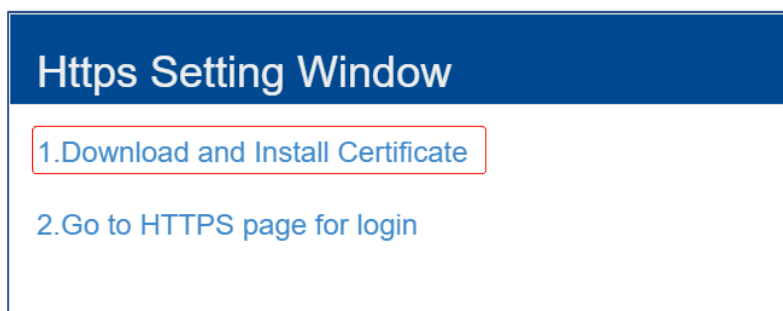 Https Setting Window
1.Download and Install Certificate
2.Go to HTTPS page for login